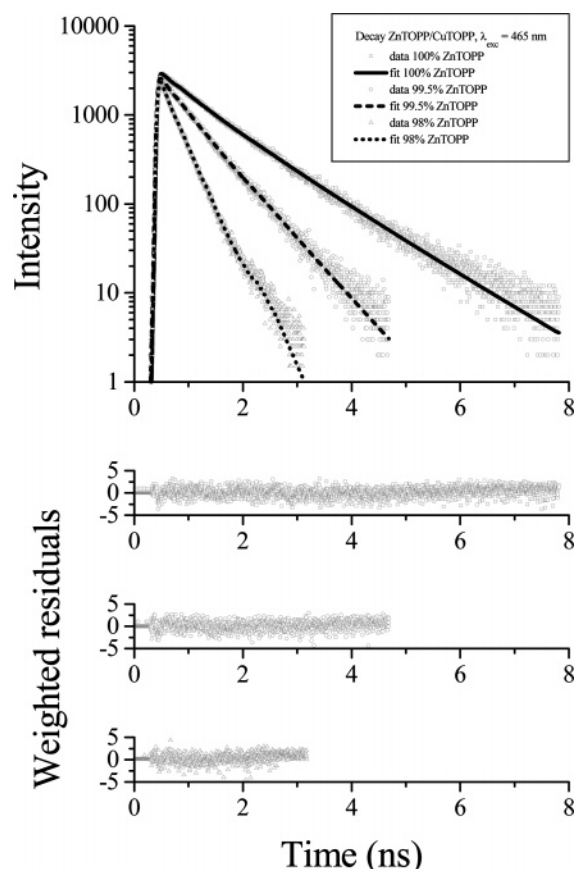 Decay ZnTOPP/CuTOPP, λexc = 465 nm
data 100% ZnTOPP
fit 100% ZnTOPP
data 99.5% ZnTOPP
fit 99.5% ZnTOPP
data 98% ZnTOPP
fit 98% ZnTOPP
10000
1000
100
10
1
Intensity
0 2 4 6 8
5
0
-5
0 2 4 6 8
5
0
-5
0 2 4 6 8
5
0
-5
0 2 4 6 8
Weighted residuals
Time (ns)